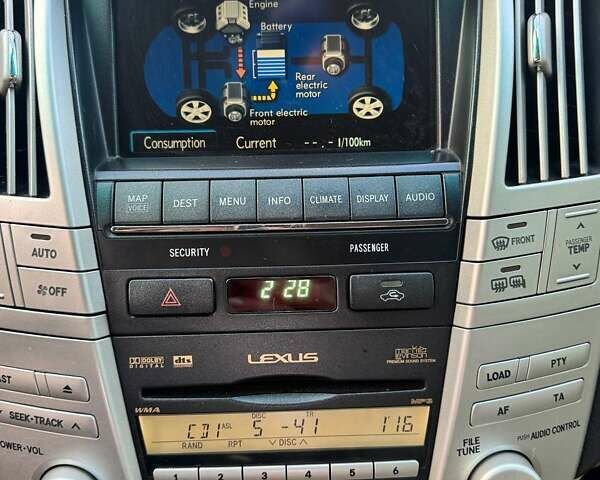 Engine
Battery
Rear
electric
motor
Front electric
motor
Consumption Current --.- l/100km
MAP
VOICE
DEST MENU INFO CLIMATE DISPLAY AUDIO
SECURITY PASSENGER
AUTO
OFF
2 28
FRONT
PASSENGER
TEMP
DOLBY
DIGITAL
dts
LEXUS
PREMIUM SOUND SYSTEM
WMA MP3
SEEK·TRACK
POWER·VOL
DISC TR
CD1 ASL 5 -41 1'16
RAND RPT DISC
1 2 3 4 5 6
LOAD PTY
AF TA
PUSH AUDIO CONTROL
FILE
TUNE